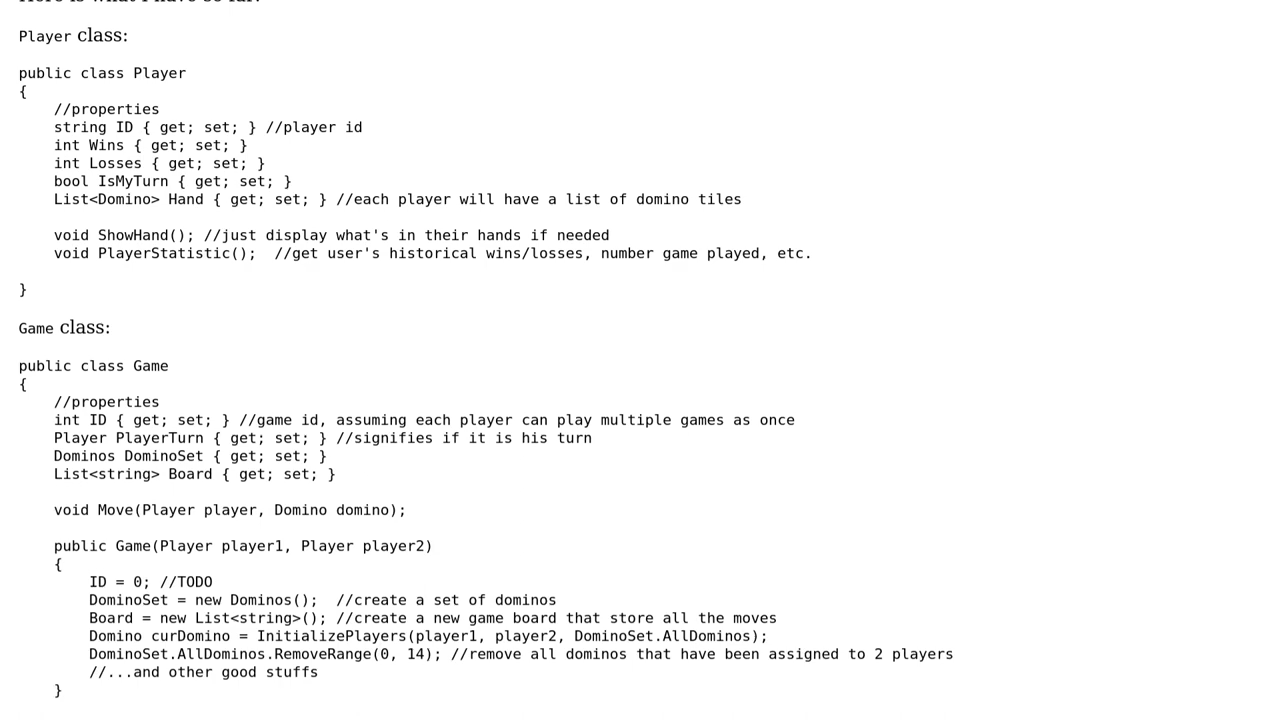 Here is what I have so far:
Player class:
public class Player
{
    //properties
    string ID { get; set; } //player id
    int Wins { get; set; }
    int Losses { get; set; }
    bool IsMyTurn { get; set; }
    List<Domino> Hand { get; set; } //each player will have a list of domino tiles
    void ShowHand(); //just display what's in their hands if needed
    void PlayerStatistic();  //get user's historical wins/losses, number game played, etc.
}
Game class:
public class Game
{
    //properties
    int ID { get; set; } //game id, assuming each player can play multiple games as once
    Player PlayerTurn { get; set; } //signifies if it is his turn
    Dominos DominoSet { get; set; }
    List<string> Board { get; set; }
    void Move(Player player, Domino domino);
    public Game(Player player1, Player player2)
    {
        ID = 0; //TODO
        DominoSet = new Dominos();  //create a set of dominos
        Board = new List<string>(); //create a new game board that store all the moves
        Domino curDomino = InitializePlayers(player1, player2, DominoSet.AllDominos);
        DominoSet.AllDominos.RemoveRange(0, 14); //remove all dominos that have been assigned to 2 players
        //...and other good stuffs
    }